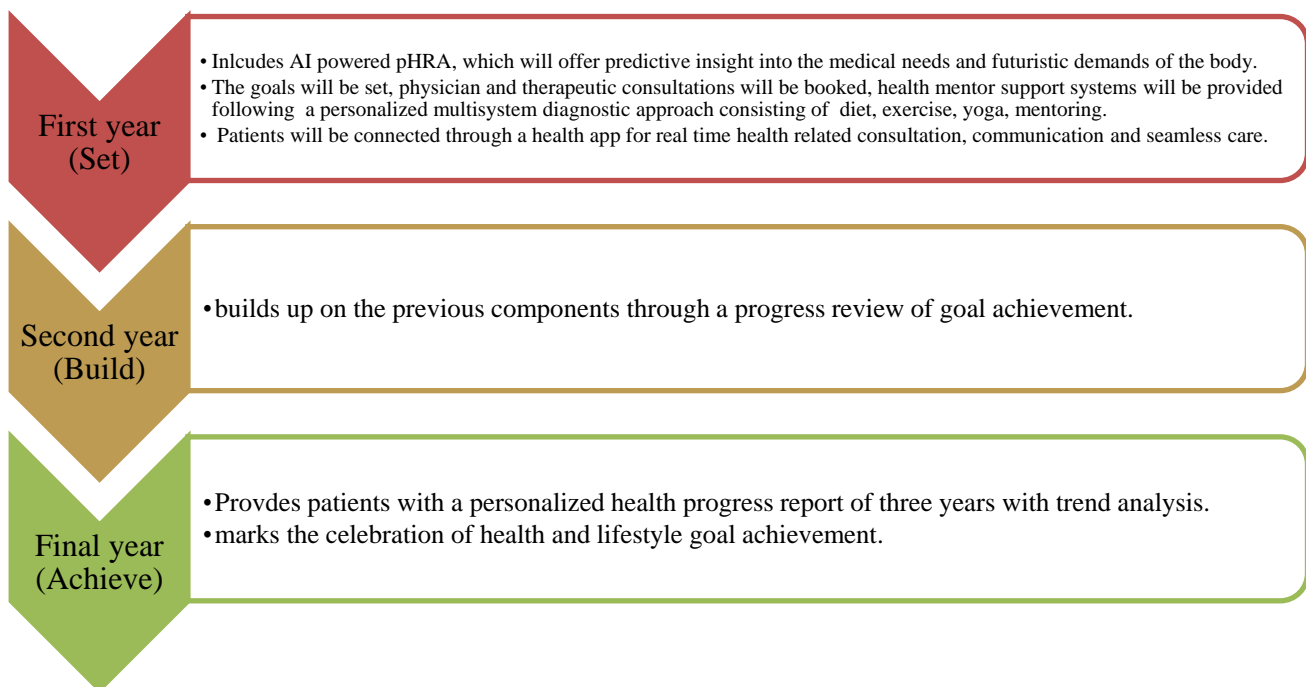 First year
(Set)
• Inlcudes AI powered pHRA, which will offer predictive insight into the medical needs and futuristic demands of the body.
• The goals will be set, physician and therapeutic consultations will be booked, health mentor support systems will be provided
following a personalized multisystem diagnostic approach consisting of diet, exercise, yoga, mentoring.
• Patients will be connected through a health app for real time health related consultation, communication and seamless care.
Second year
(Build)
•builds up on the previous components through a progress review of goal achievement.
Final year
(Achieve)
•Provdes patients with a personalized health progress report of three years with trend analysis.
•marks the celebration of health and lifestyle goal achievement.